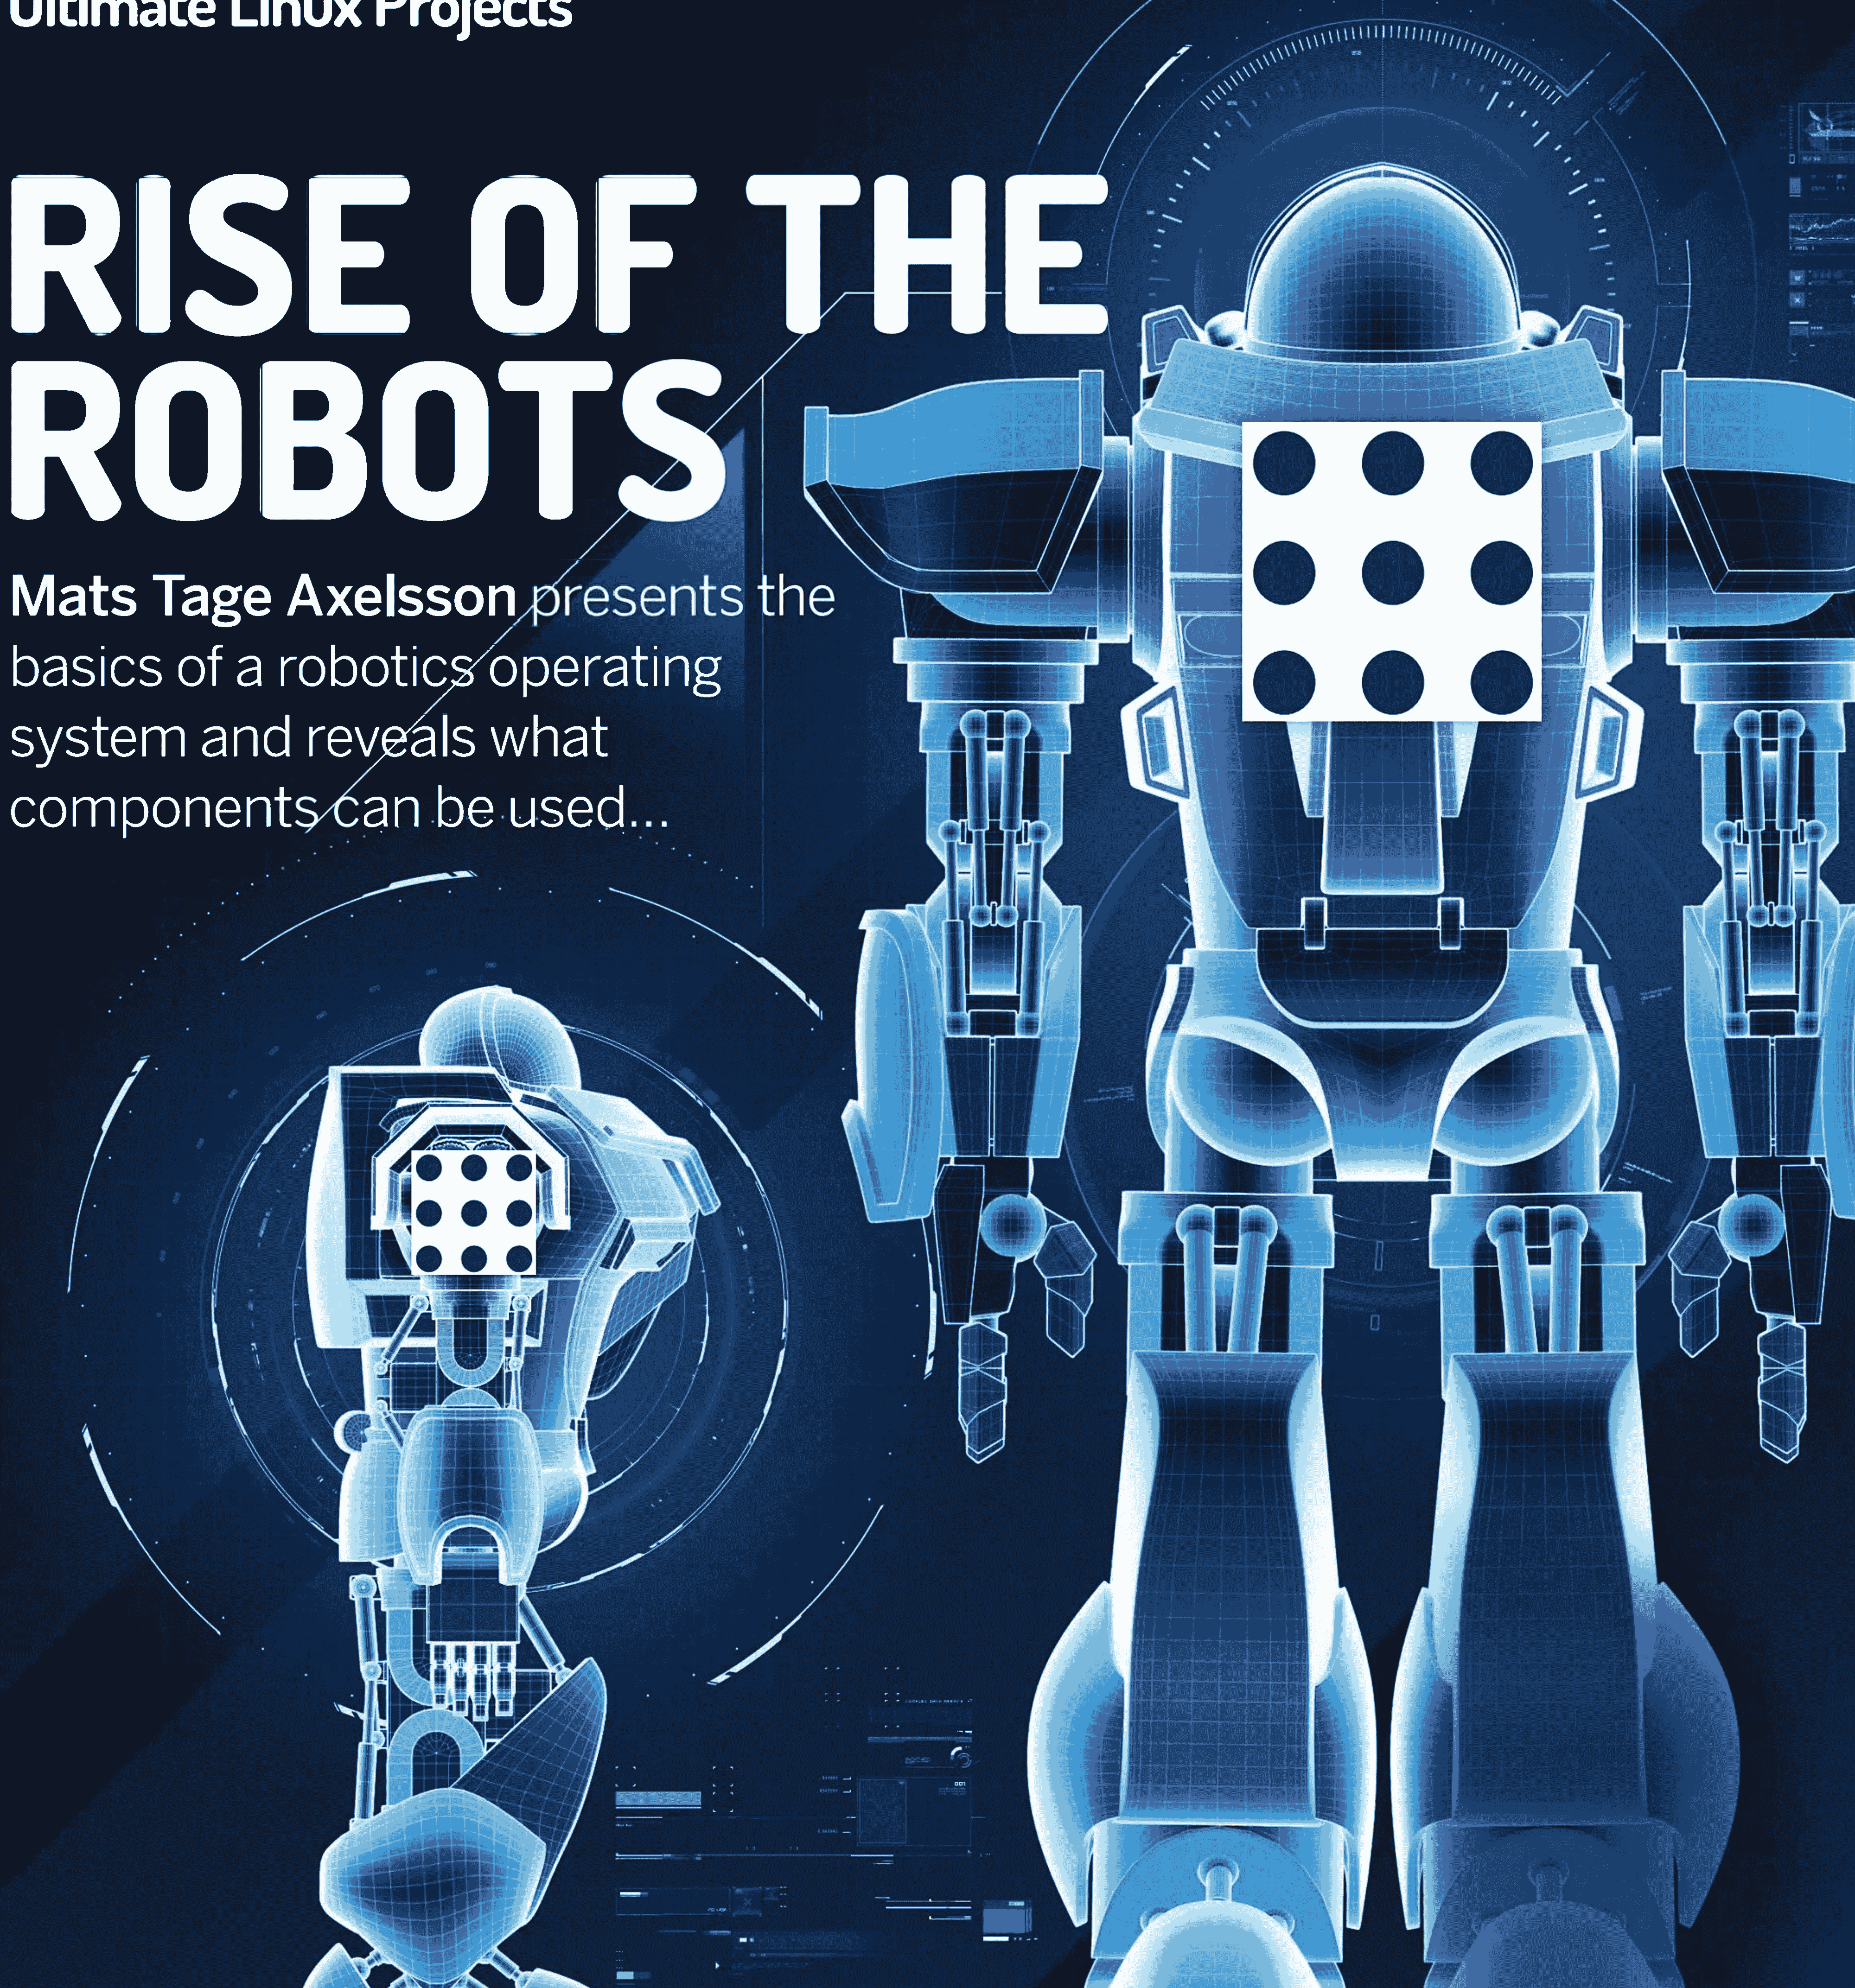 Ultimate Linux Projects
RISE OF THE
ROBOTS
Mats Tage Axelsson presents the
basics of a robotics operating
system and reveals what
components can be used...
001